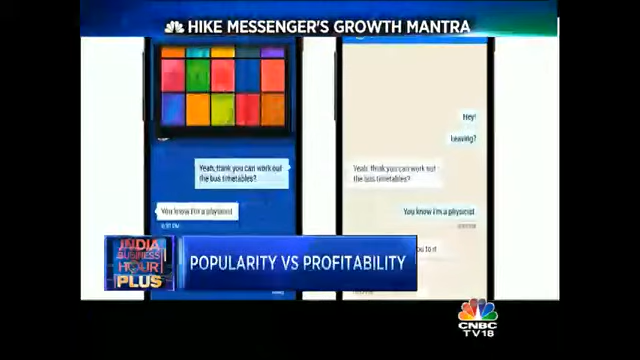 HIKE MESSENGER'S GROWTH MANTRA
Hey!
leaving?
Yeah, thank you can work out
the bus timetables?
Yeah, think you can work out
the bus timetables?
You know i'm a physicist
You know i'm a physicist
INDIA
BUSINESS
HOUR
PLUS
POPULARITY VS PROFITABILITY
CNBC
TV18